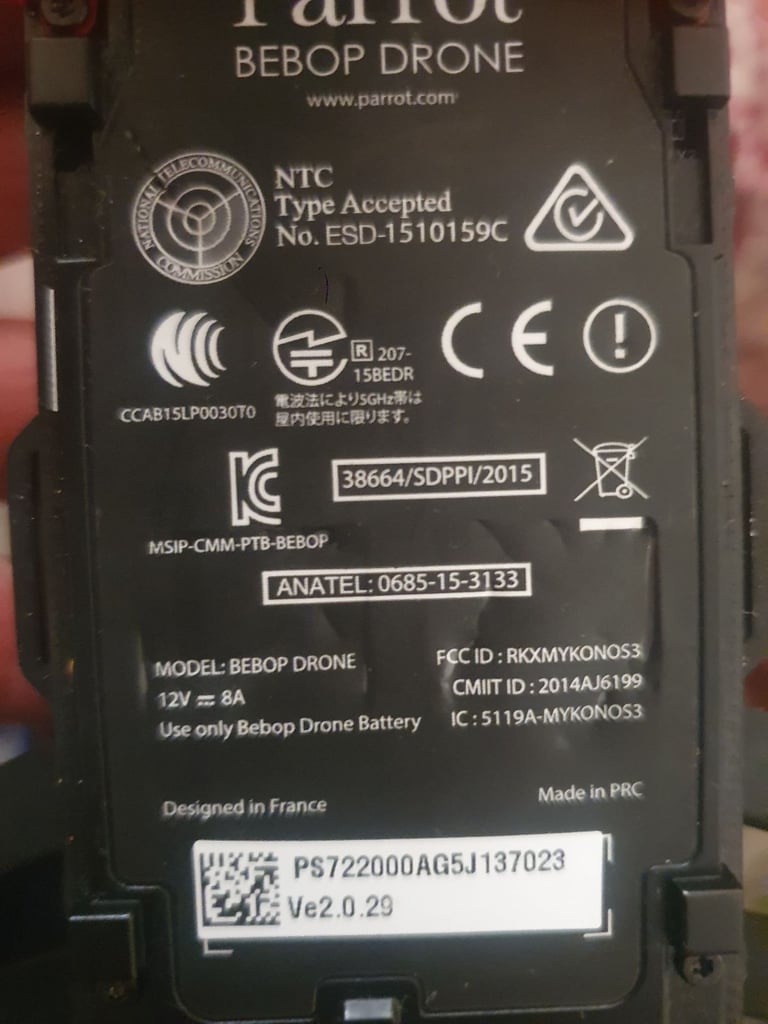 Parrot
BEBOP DRONE
www.parrot.com
NATIONAL TELECOMMUNICATIONS COMMISSION
NTC
Type Accepted
No. ESD-1510159C
CCAB15LP0030T0
R 207-
15BEDR
電波法により5GHz帯は
屋内使用に限ります。
CE
38664/SDPPI/2015
MSIP-CMM-PTB-BEBOP
ANATEL: 0685-15-3133
MODEL: BEBOP DRONE
12V ⎓ 8A
Use only Bebop Drone Battery
FCC ID : RKXMYKONOS3
CMIIT ID : 2014AJ6199
IC : 5119A-MYKONOS3
Designed in France
Made in PRC
PS722000AG5J137023
Ve2.0.29